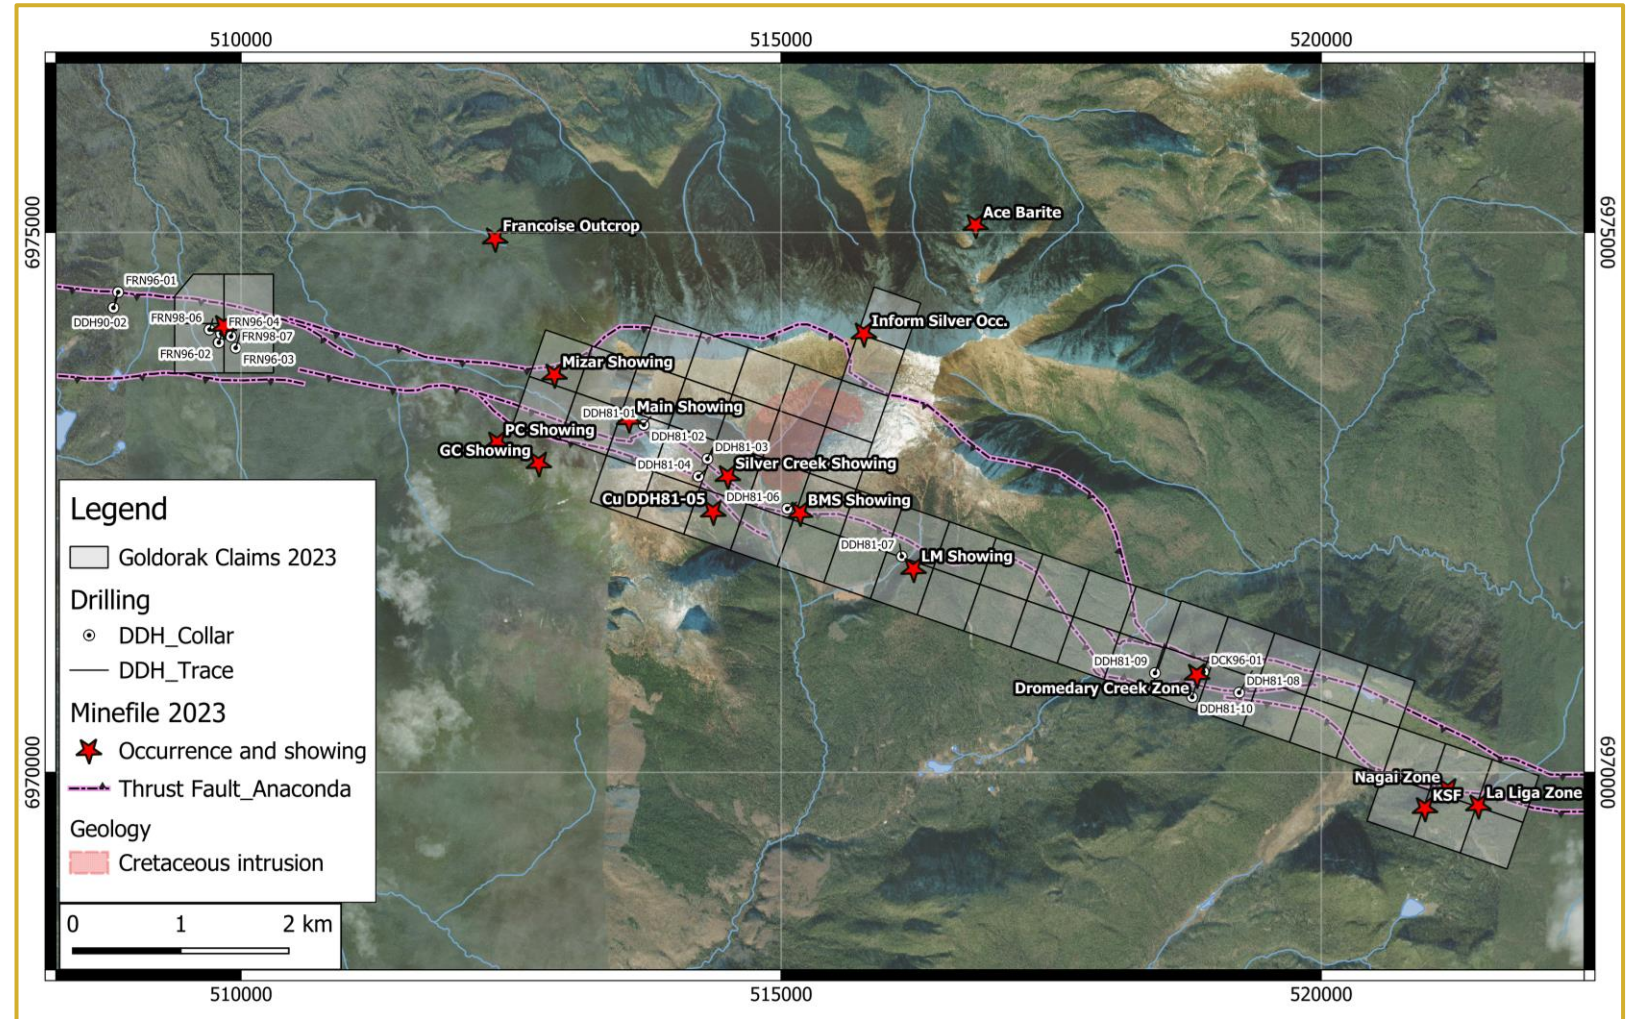 510000
515000
520000
6975000
6975000
Ace Barite
Francoise Outcrop
FRN96-01
DDH90-02
FRN98-06
FRN96-04
FRN98-07
FRN96-02
FRN96-03
Inform Silver Occ.
Mizar Showing
DDH81-01
Main Showing
DDH81-02
PC Showing
GC Showing
DDH81-03
DDH81-04
Silver Creek Showing
Cu DDH81-05
DDH81-06
BMS Showing
DDH81-07
LM Showing
DDH81-09
DCK96-01
Dromedary Creek Zone
DDH81-08
DDH81-10
6970000
6970000
Nagai Zone
KSF
La Liga Zone
Legend
Goldorak Claims 2023
Drilling
DDH_Collar
DDH_Trace
Minefile 2023
Occurrence and showing
Thrust Fault_Anaconda
Geology
Cretaceous intrusion
0 1 2 km
510000
515000
520000